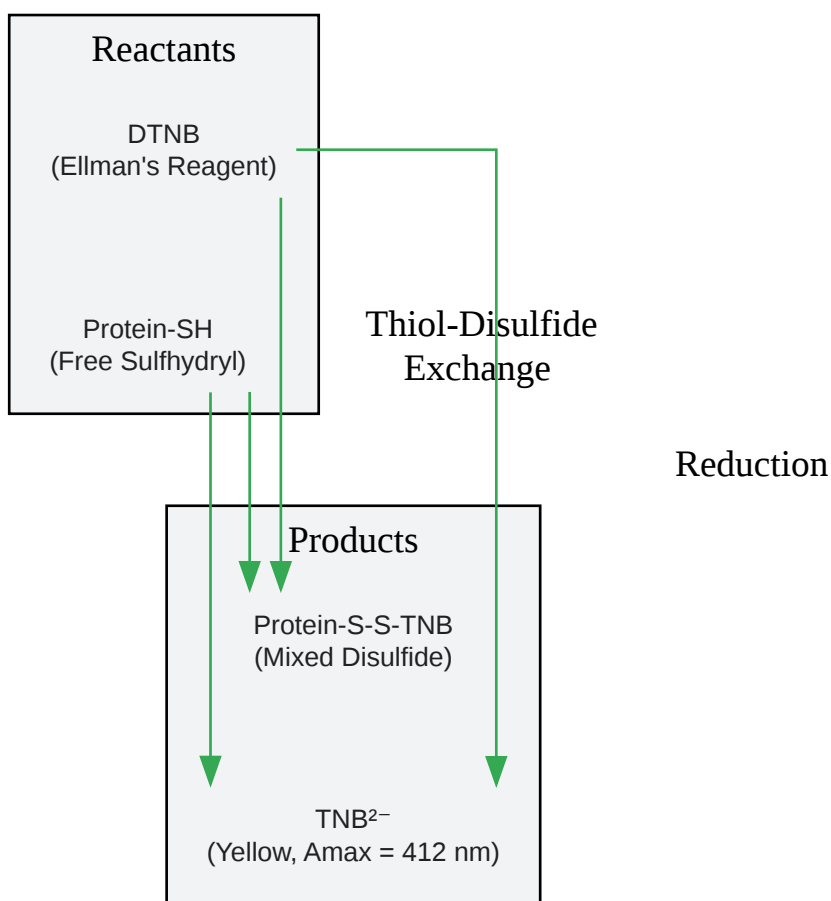 Reactants
DTNB
(Ellman's Reagent)
Protein-SH
(Free Sulfhydryl)
Thiol-Disulfide
Exchange
Reduction
Products
Protein-S-S-TNB
(Mixed Disulfide)
TNB²⁻
(Yellow, Amax = 412 nm)